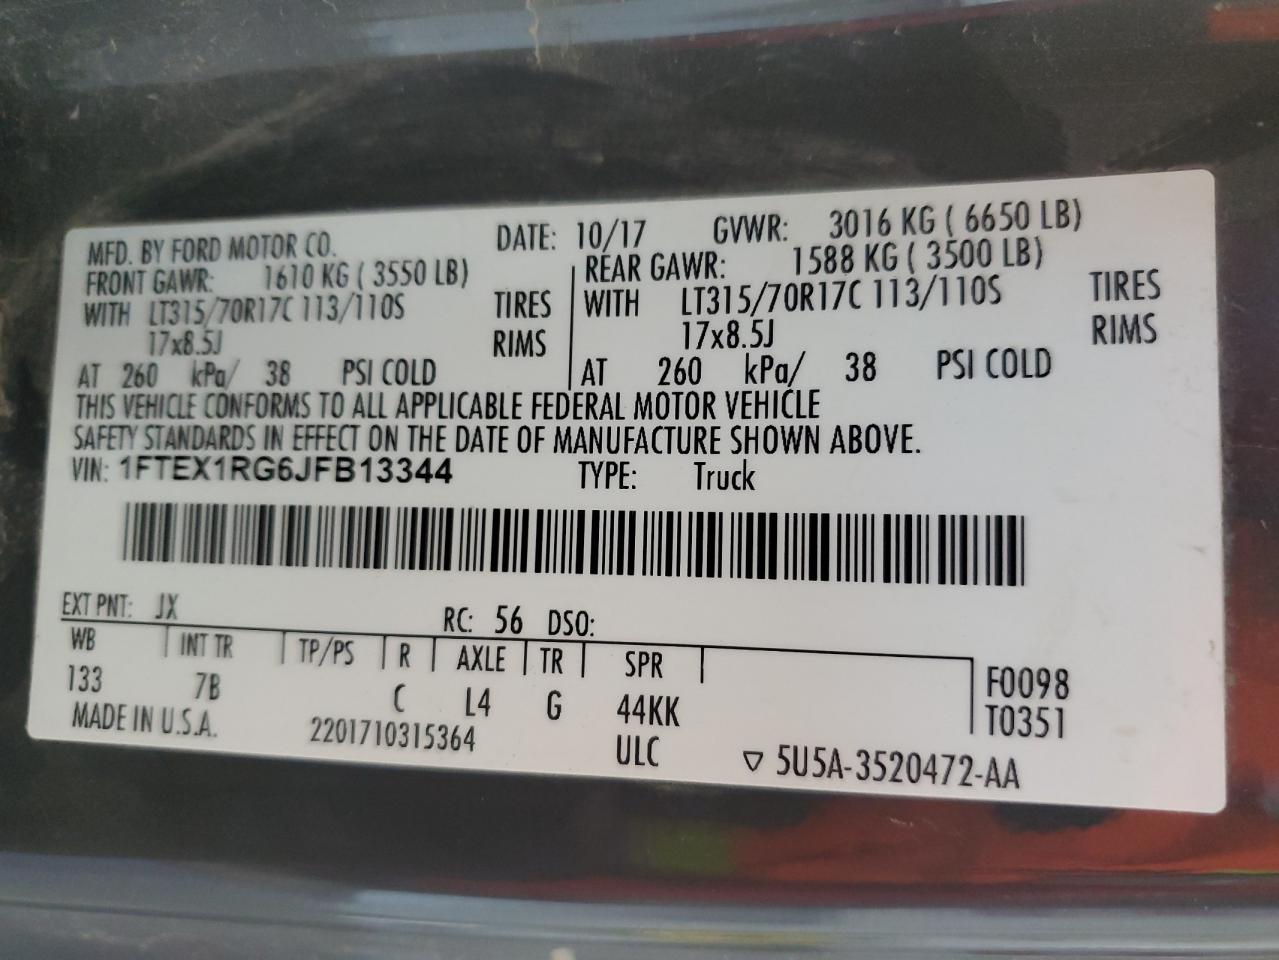 MFD. BY FORD MOTOR CO. DATE: 10/17 GVWR: 3016 KG ( 6650 LB)
FRONT GAWR: 1610 KG ( 3550 LB) REAR GAWR: 1588 KG ( 3500 LB)
WITH LT315/70R17C 113/110S TIRES WITH LT315/70R17C 113/110S TIRES
17x8.5J RIMS 17x8.5J RIMS
AT 260 kPa/ 38 PSI COLD AT 260 kPa/ 38 PSI COLD
THIS VEHICLE CONFORMS TO ALL APPLICABLE FEDERAL MOTOR VEHICLE
SAFETY STANDARDS IN EFFECT ON THE DATE OF MANUFACTURE SHOWN ABOVE.
VIN: 1FTEX1RG6JFB13344 TYPE: Truck
EXT PNT: JX RC: 56 DSO:
WB INT TR TP/PS R AXLE TR SPR F0098
133 7B C L4 G 44KK T0351
MADE IN U.S.A. 2201710315364 ULC ▽ 5U5A-3520472-AA